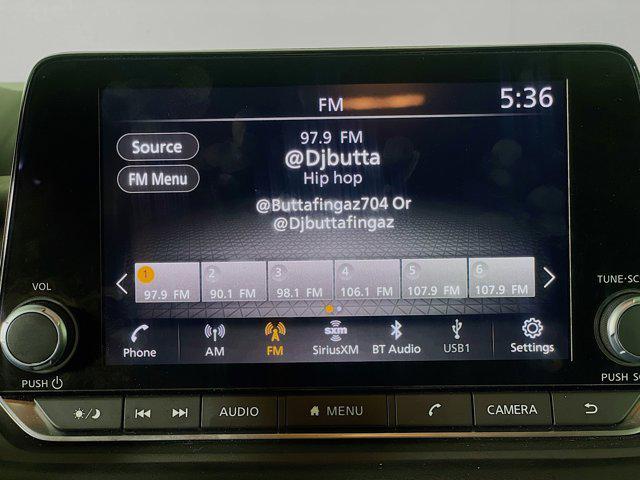 FM
5:36
Source
FM Menu
97.9 FM
@Djbutta
Hip hop
@Buttafingaz704 Or
@Djbuttafingaz
1 2 3 4 5 6
97.9 FM 90.1 FM 98.1 FM 106.1 FM 107.9 FM 107.9 FM
sxm
Phone AM FM SiriusXM BT Audio USB1 Settings
VOL
PUSH
TUNE·SC
PUSH
AUDIO MENU CAMERA